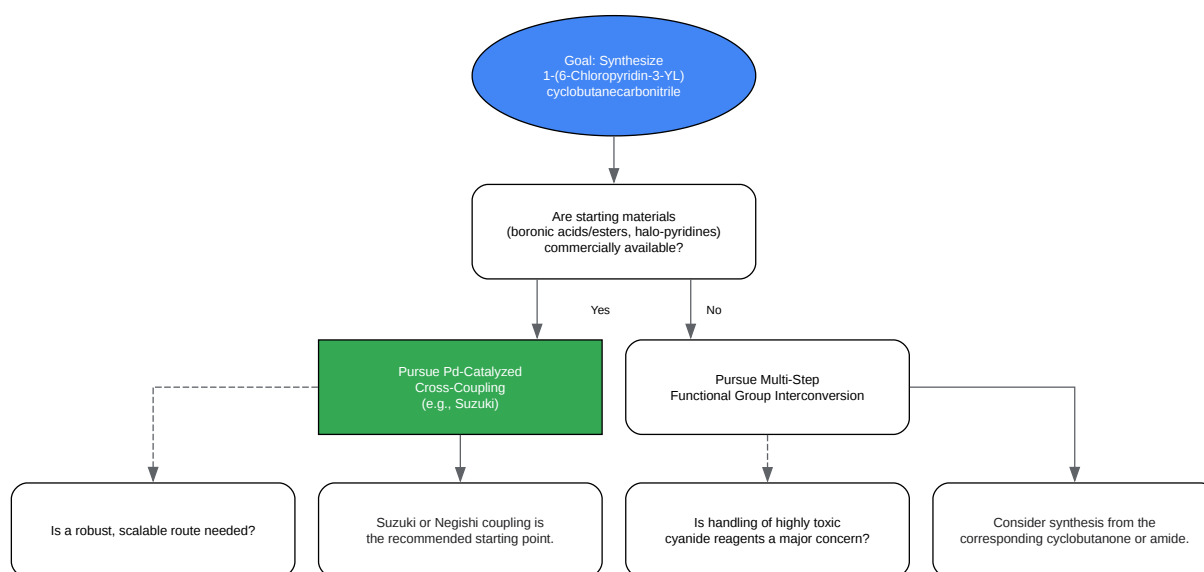 Goal: Synthesize
1-(6-Chloropyridin-3-YL)
cyclobutanecarbonitrile
Are starting materials
(boronic acids/esters, halo-pyridines)
commercially available?
Yes
No
Pursue Pd-Catalyzed
Cross-Coupling
(e.g., Suzuki)
Pursue Multi-Step
Functional Group Interconversion
Is a robust, scalable route needed?
Suzuki or Negishi coupling is
the recommended starting point.
Is handling of highly toxic
cyanide reagents a major concern?
Consider synthesis from the
corresponding cyclobutanone or amide.